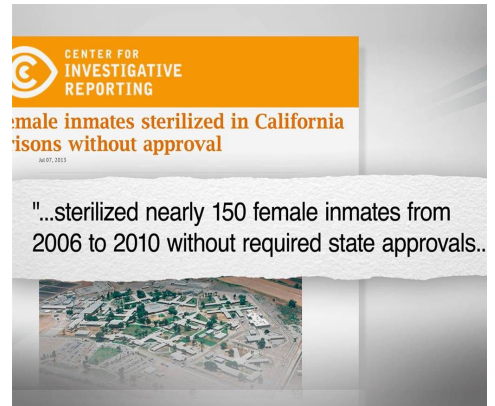 CENTER FOR
INVESTIGATIVE
REPORTING
emale inmates sterilized in California
risons without approval
Jul 07, 2013
"...sterilized nearly 150 female inmates from
2006 to 2010 without required state approvals..